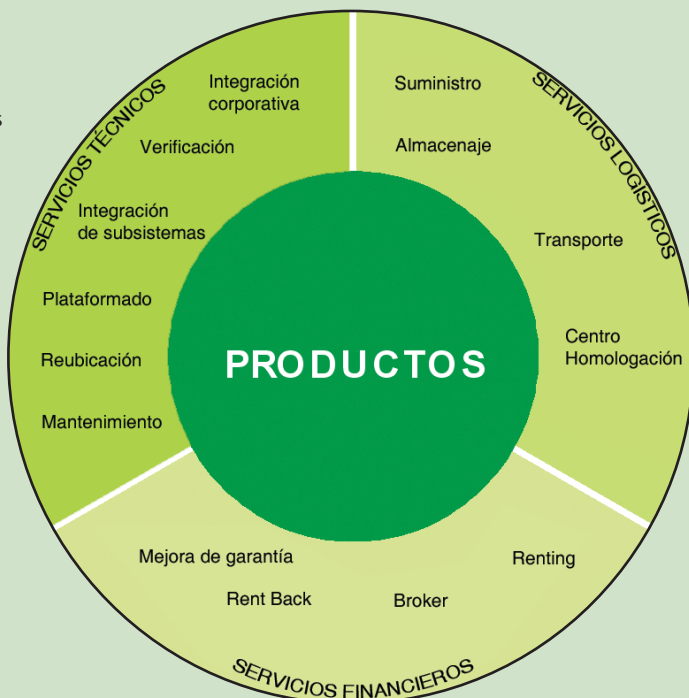 SERVICIOS TÉCNICOS
Integración
corporativa
Verificación
Integración
de subsistemas
Plataformado
Reubicación
Mantenimiento
SERVICIOS LOGÍSTICOS
Suministro
Almacenaje
Transporte
Centro
Homologación
PRODUCTOS
Mejora de garantía
Rent Back
Broker
Renting
SERVICIOS FINANCIEROS